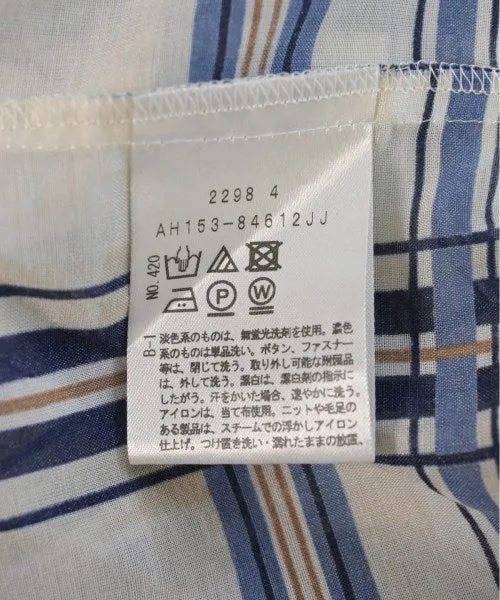 2298 4
AH153-84612JJ
NO.420
P
W
B-1
淡色系のものは、無蛍光洗剤を使用。濃色
系のものは単品洗い。ボタン、ファスナー
等は、閉じて洗う。取り外し可能な附属品
は、外して洗う。漂白は、漂白剤の指示に
したがう。汗をかいた場合、速やかに洗う。
アイロンは、当て布使用。ニットや毛足の
ある製品は、スチームでの浮かしアイロン
仕上げ。つけ置き洗い・濡れたままの放置、